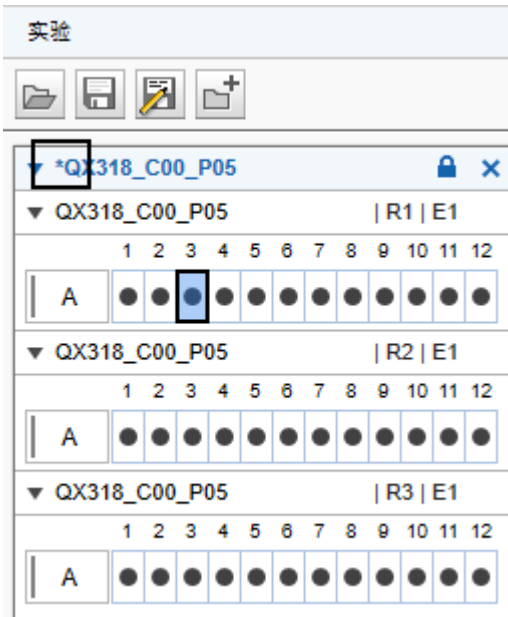 实验
*QX318_C00_P05
QX318_C00_P05 | R1 | E1
1 2 3 4 5 6 7 8 9 10 11 12
A
QX318_C00_P05 | R2 | E1
1 2 3 4 5 6 7 8 9 10 11 12
A
QX318_C00_P05 | R3 | E1
1 2 3 4 5 6 7 8 9 10 11 12
A